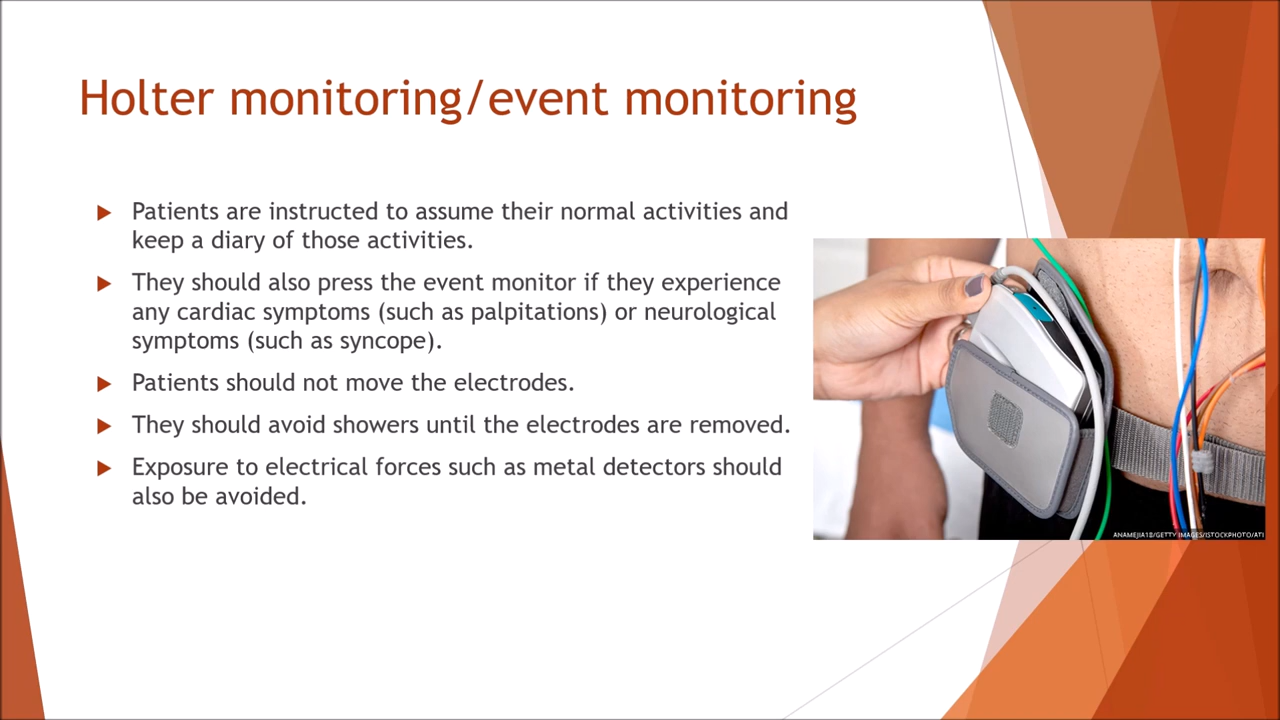 Holter monitoring/event monitoring
Patients are instructed to assume their normal activities and
keep a diary of those activities.
They should also press the event monitor if they experience
any cardiac symptoms (such as palpitations) or neurological
symptoms (such as syncope).
Patients should not move the electrodes.
They should avoid showers until the electrodes are removed.
Exposure to electrical forces such as metal detectors should
also be avoided.
ANAMEJIA18/GETTY IMAGES/ISTOCKPHOTO/ATI